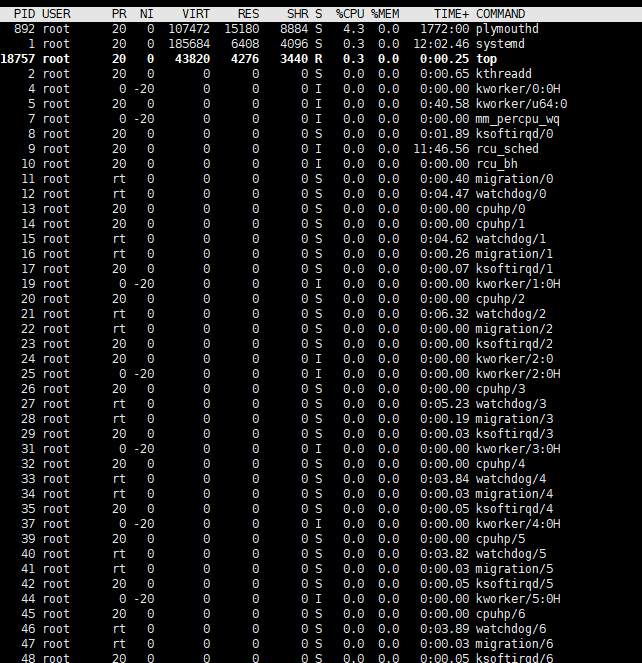 PID USER PR NI VIRT RES SHR S %CPU %MEM TIME+ COMMAND
892 root 20 0 107472 15180 8884 S 4.3 0.0 1772:00 plymouthd
1 root 20 0 185684 6408 4096 S 0.3 0.0 12:02.46 systemd
18757 root 20 0 43820 4276 3440 R 0.3 0.0 0:00.25 top
2 root 20 0 0 0 0 S 0.0 0.0 0:00.65 kthreadd
4 root 0 -20 0 0 0 I 0.0 0.0 0:00.00 kworker/0:0H
5 root 20 0 0 0 0 I 0.0 0.0 0:40.58 kworker/u64:0
7 root 0 -20 0 0 0 I 0.0 0.0 0:00.00 mm_percpu_wq
8 root 20 0 0 0 0 S 0.0 0.0 0:01.89 ksoftirqd/0
9 root 20 0 0 0 0 I 0.0 0.0 11:46.56 rcu_sched
10 root 20 0 0 0 0 I 0.0 0.0 0:00.00 rcu_bh
11 root rt 0 0 0 0 S 0.0 0.0 0:00.40 migration/0
12 root rt 0 0 0 0 S 0.0 0.0 0:04.47 watchdog/0
13 root 20 0 0 0 0 S 0.0 0.0 0:00.00 cpuhp/0
14 root 20 0 0 0 0 S 0.0 0.0 0:00.00 cpuhp/1
15 root rt 0 0 0 0 S 0.0 0.0 0:04.62 watchdog/1
16 root rt 0 0 0 0 S 0.0 0.0 0:00.26 migration/1
17 root 20 0 0 0 0 S 0.0 0.0 0:00.07 ksoftirqd/1
19 root 0 -20 0 0 0 I 0.0 0.0 0:00.00 kworker/1:0H
20 root 20 0 0 0 0 S 0.0 0.0 0:00.00 cpuhp/2
21 root rt 0 0 0 0 S 0.0 0.0 0:06.32 watchdog/2
22 root rt 0 0 0 0 S 0.0 0.0 0:00.00 migration/2
23 root 20 0 0 0 0 S 0.0 0.0 0:00.00 ksoftirqd/2
24 root 20 0 0 0 0 I 0.0 0.0 0:00.00 kworker/2:0
25 root 0 -20 0 0 0 I 0.0 0.0 0:00.00 kworker/2:0H
26 root 20 0 0 0 0 S 0.0 0.0 0:00.00 cpuhp/3
27 root rt 0 0 0 0 S 0.0 0.0 0:05.23 watchdog/3
28 root rt 0 0 0 0 S 0.0 0.0 0:00.19 migration/3
29 root 20 0 0 0 0 S 0.0 0.0 0:00.03 ksoftirqd/3
31 root 0 -20 0 0 0 I 0.0 0.0 0:00.00 kworker/3:0H
32 root 20 0 0 0 0 S 0.0 0.0 0:00.00 cpuhp/4
33 root rt 0 0 0 0 S 0.0 0.0 0:03.84 watchdog/4
34 root rt 0 0 0 0 S 0.0 0.0 0:00.03 migration/4
35 root 20 0 0 0 0 S 0.0 0.0 0:00.05 ksoftirqd/4
37 root 0 -20 0 0 0 I 0.0 0.0 0:00.00 kworker/4:0H
39 root 20 0 0 0 0 S 0.0 0.0 0:00.00 cpuhp/5
40 root rt 0 0 0 0 S 0.0 0.0 0:03.82 watchdog/5
41 root rt 0 0 0 0 S 0.0 0.0 0:00.03 migration/5
42 root 20 0 0 0 0 S 0.0 0.0 0:00.05 ksoftirqd/5
44 root 0 -20 0 0 0 I 0.0 0.0 0:00.00 kworker/5:0H
45 root 20 0 0 0 0 S 0.0 0.0 0:00.00 cpuhp/6
46 root rt 0 0 0 0 S 0.0 0.0 0:03.89 watchdog/6
47 root rt 0 0 0 0 S 0.0 0.0 0:00.03 migration/6
48 root 20 0 0 0 0 S 0.0 0.0 0:00.05 ksoftirqd/6